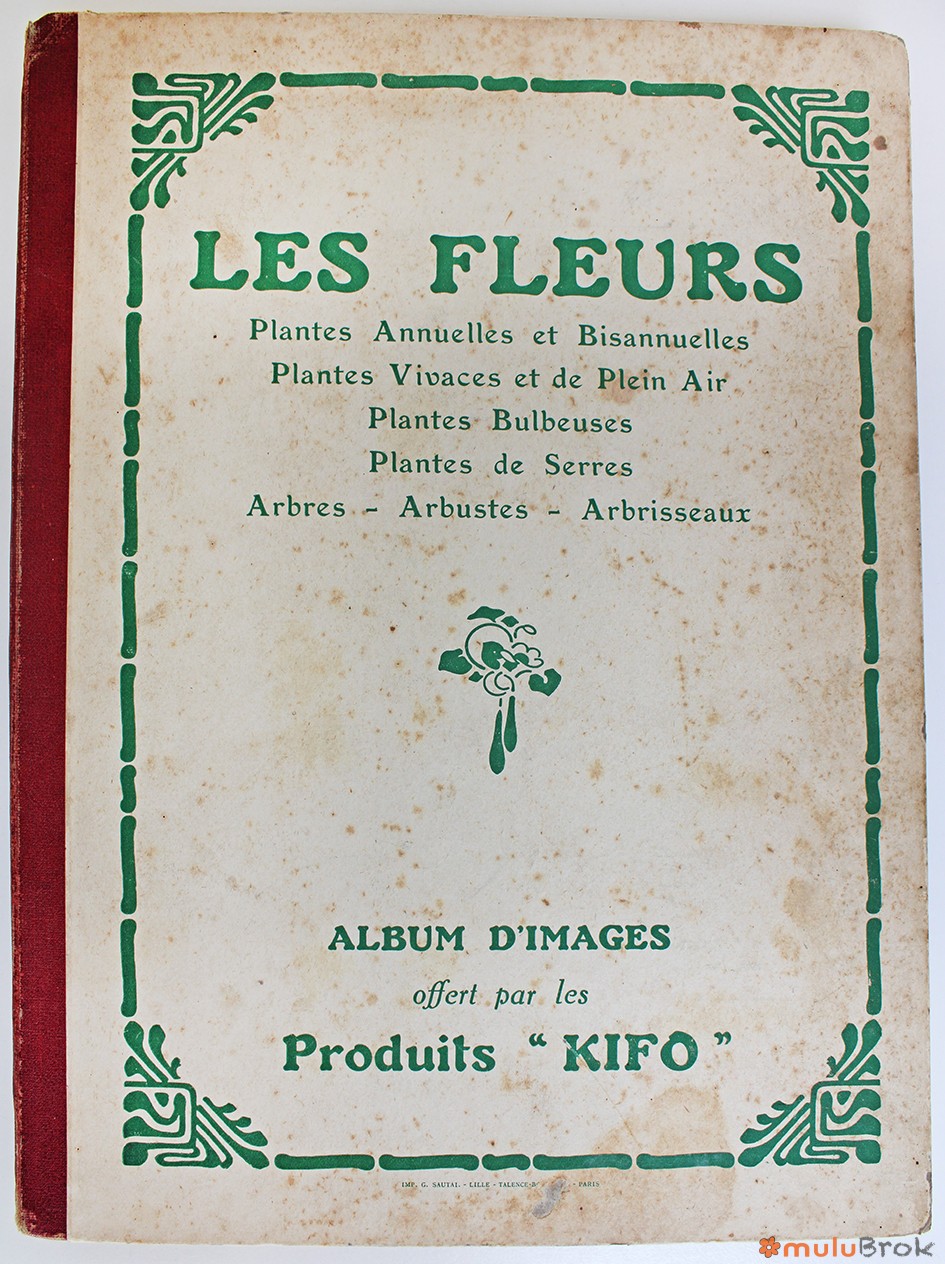 LES FLEURS
Plantes Annuelles et Bisannuelles
Plantes Vivaces et de Plein Air
Plantes Bulbeuses
Plantes de Serres
Arbres - Arbustes - Arbrisseaux
ALBUM D'IMAGES
offert par les
Produits "KIFO"
IMP. G. SAUTAI. - LILLE - TALENCE- - PARIS
muluBrok